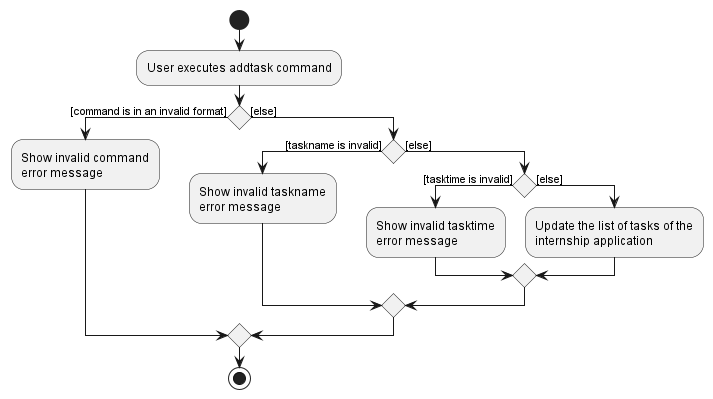 User executes addtask command
[command is in an invalid format]
[else]
Show invalid command
error message
[taskname is invalid]
[else]
Show invalid taskname
error message
[tasktime is invalid]
[else]
Show invalid tasktime
error message
Update the list of tasks of the
internship application